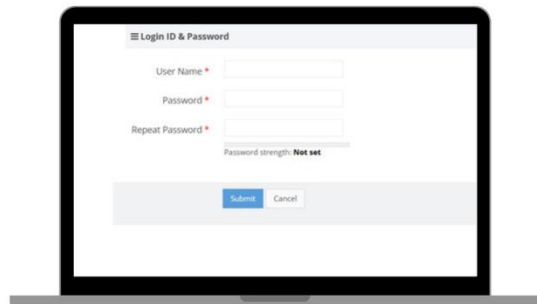 Login ID & Password
User Name *
Password *
Repeat Password *
Password strength: Not set
Submit Cancel